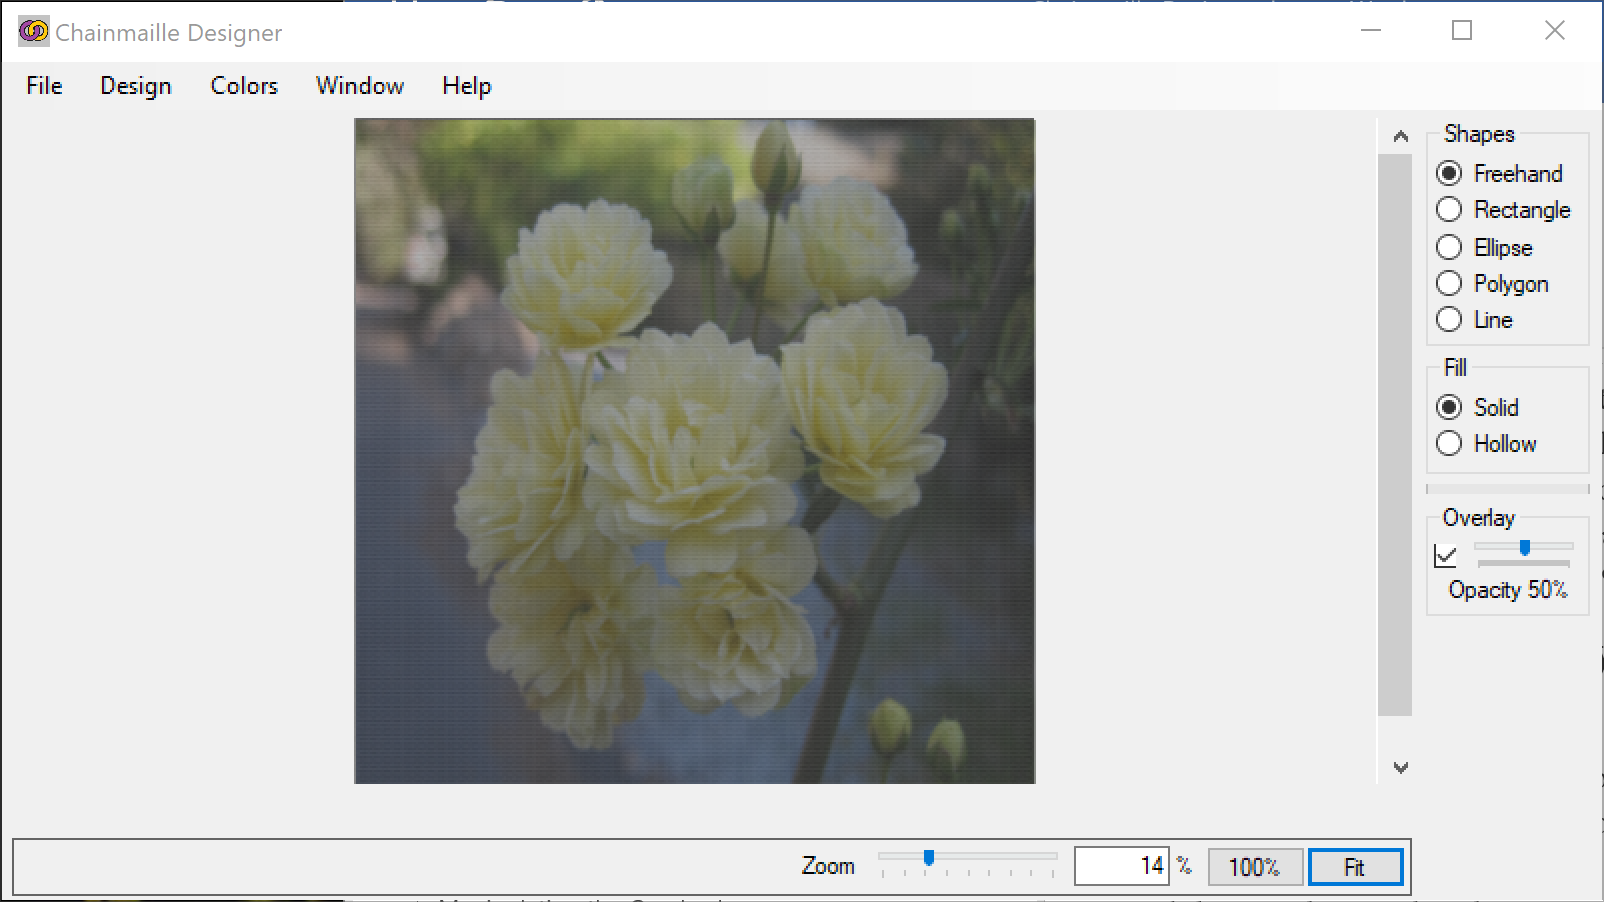 Chainmaille Designer
File Design Colors Window Help
Shapes
Freehand
Rectangle
Ellipse
Polygon
Line
Fill
Solid
Hollow
Overlay
Opacity 50%
Zoom 14 % 100% Fit